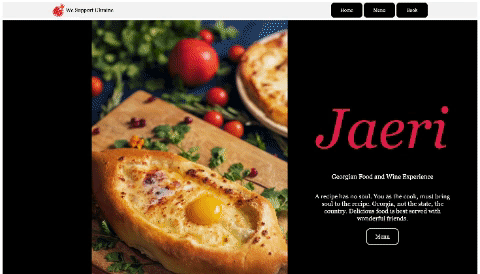 We Support Ukraine
Home
Menu
Book
Jaeri
Georgian Food and Wine Experience
A recipe has no soul. You as the cook, must bring
soul to the recipe. Georgia, not the state, the
country. Delicious food is best served with
wonderful friends.
Menu